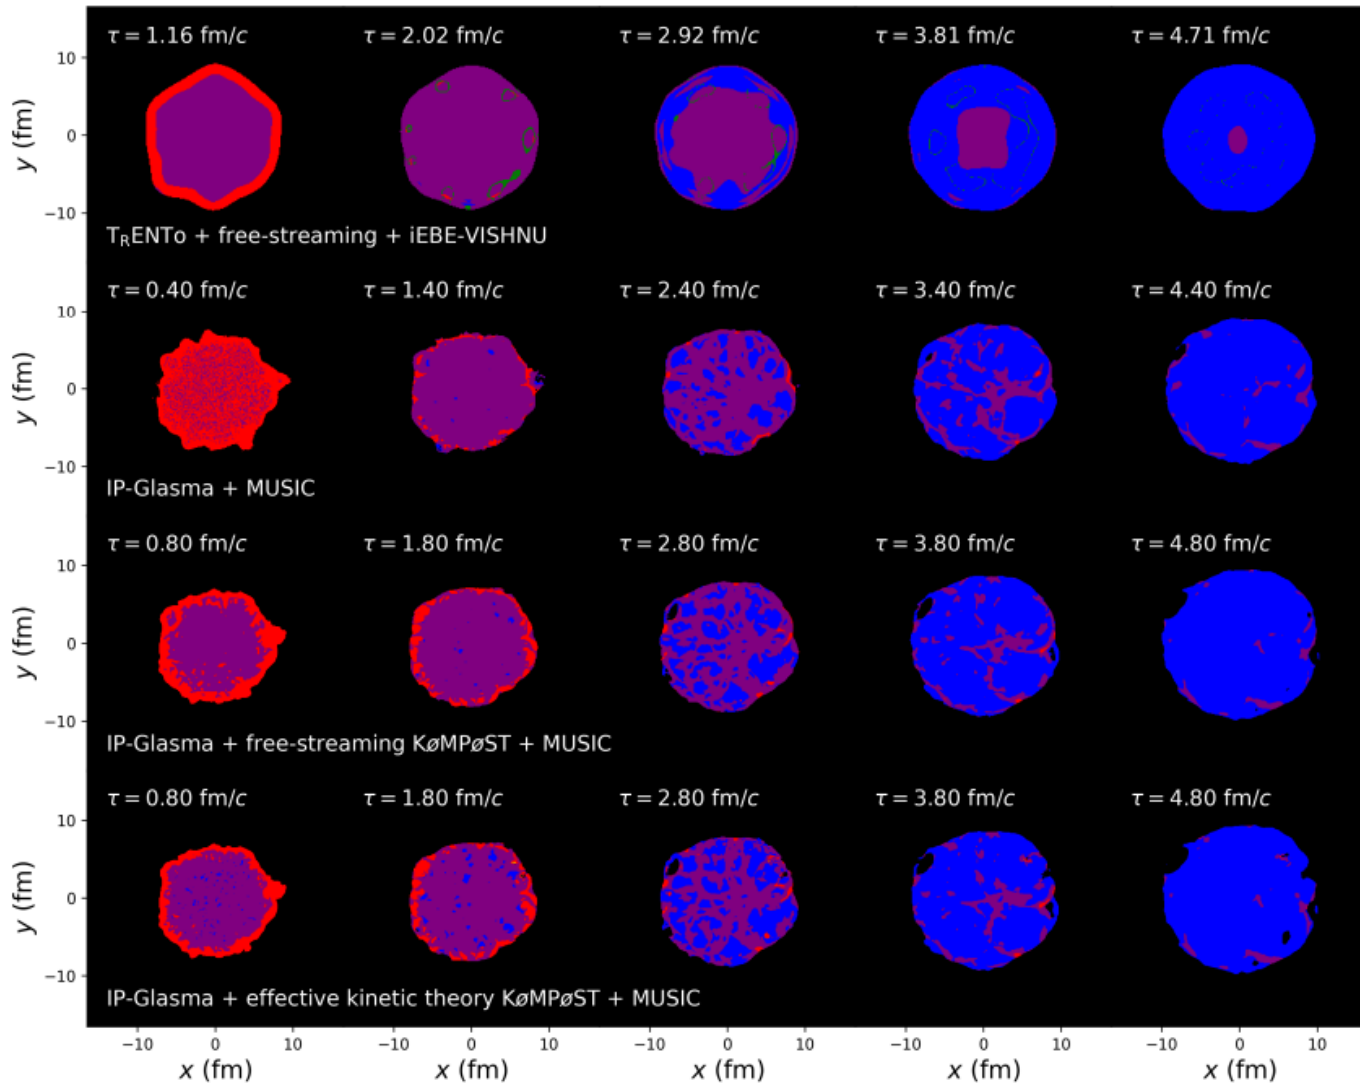 τ = 1.16 fm/c τ = 2.02 fm/c τ = 2.92 fm/c τ = 3.81 fm/c τ = 4.71 fm/c
10
y (fm)
0
−10
TRENTo + free-streaming + iEBE-VISHNU
τ = 0.40 fm/c τ = 1.40 fm/c τ = 2.40 fm/c τ = 3.40 fm/c τ = 4.40 fm/c
10
y (fm)
0
−10
IP-Glasma + MUSIC
τ = 0.80 fm/c τ = 1.80 fm/c τ = 2.80 fm/c τ = 3.80 fm/c τ = 4.80 fm/c
10
y (fm)
0
−10
IP-Glasma + free-streaming KøMPøST + MUSIC
τ = 0.80 fm/c τ = 1.80 fm/c τ = 2.80 fm/c τ = 3.80 fm/c τ = 4.80 fm/c
10
y (fm)
0
−10
IP-Glasma + effective kinetic theory KøMPøST + MUSIC
−10 0 10 −10 0 10 −10 0 10 −10 0 10 −10 0 10
x (fm) x (fm) x (fm) x (fm) x (fm)